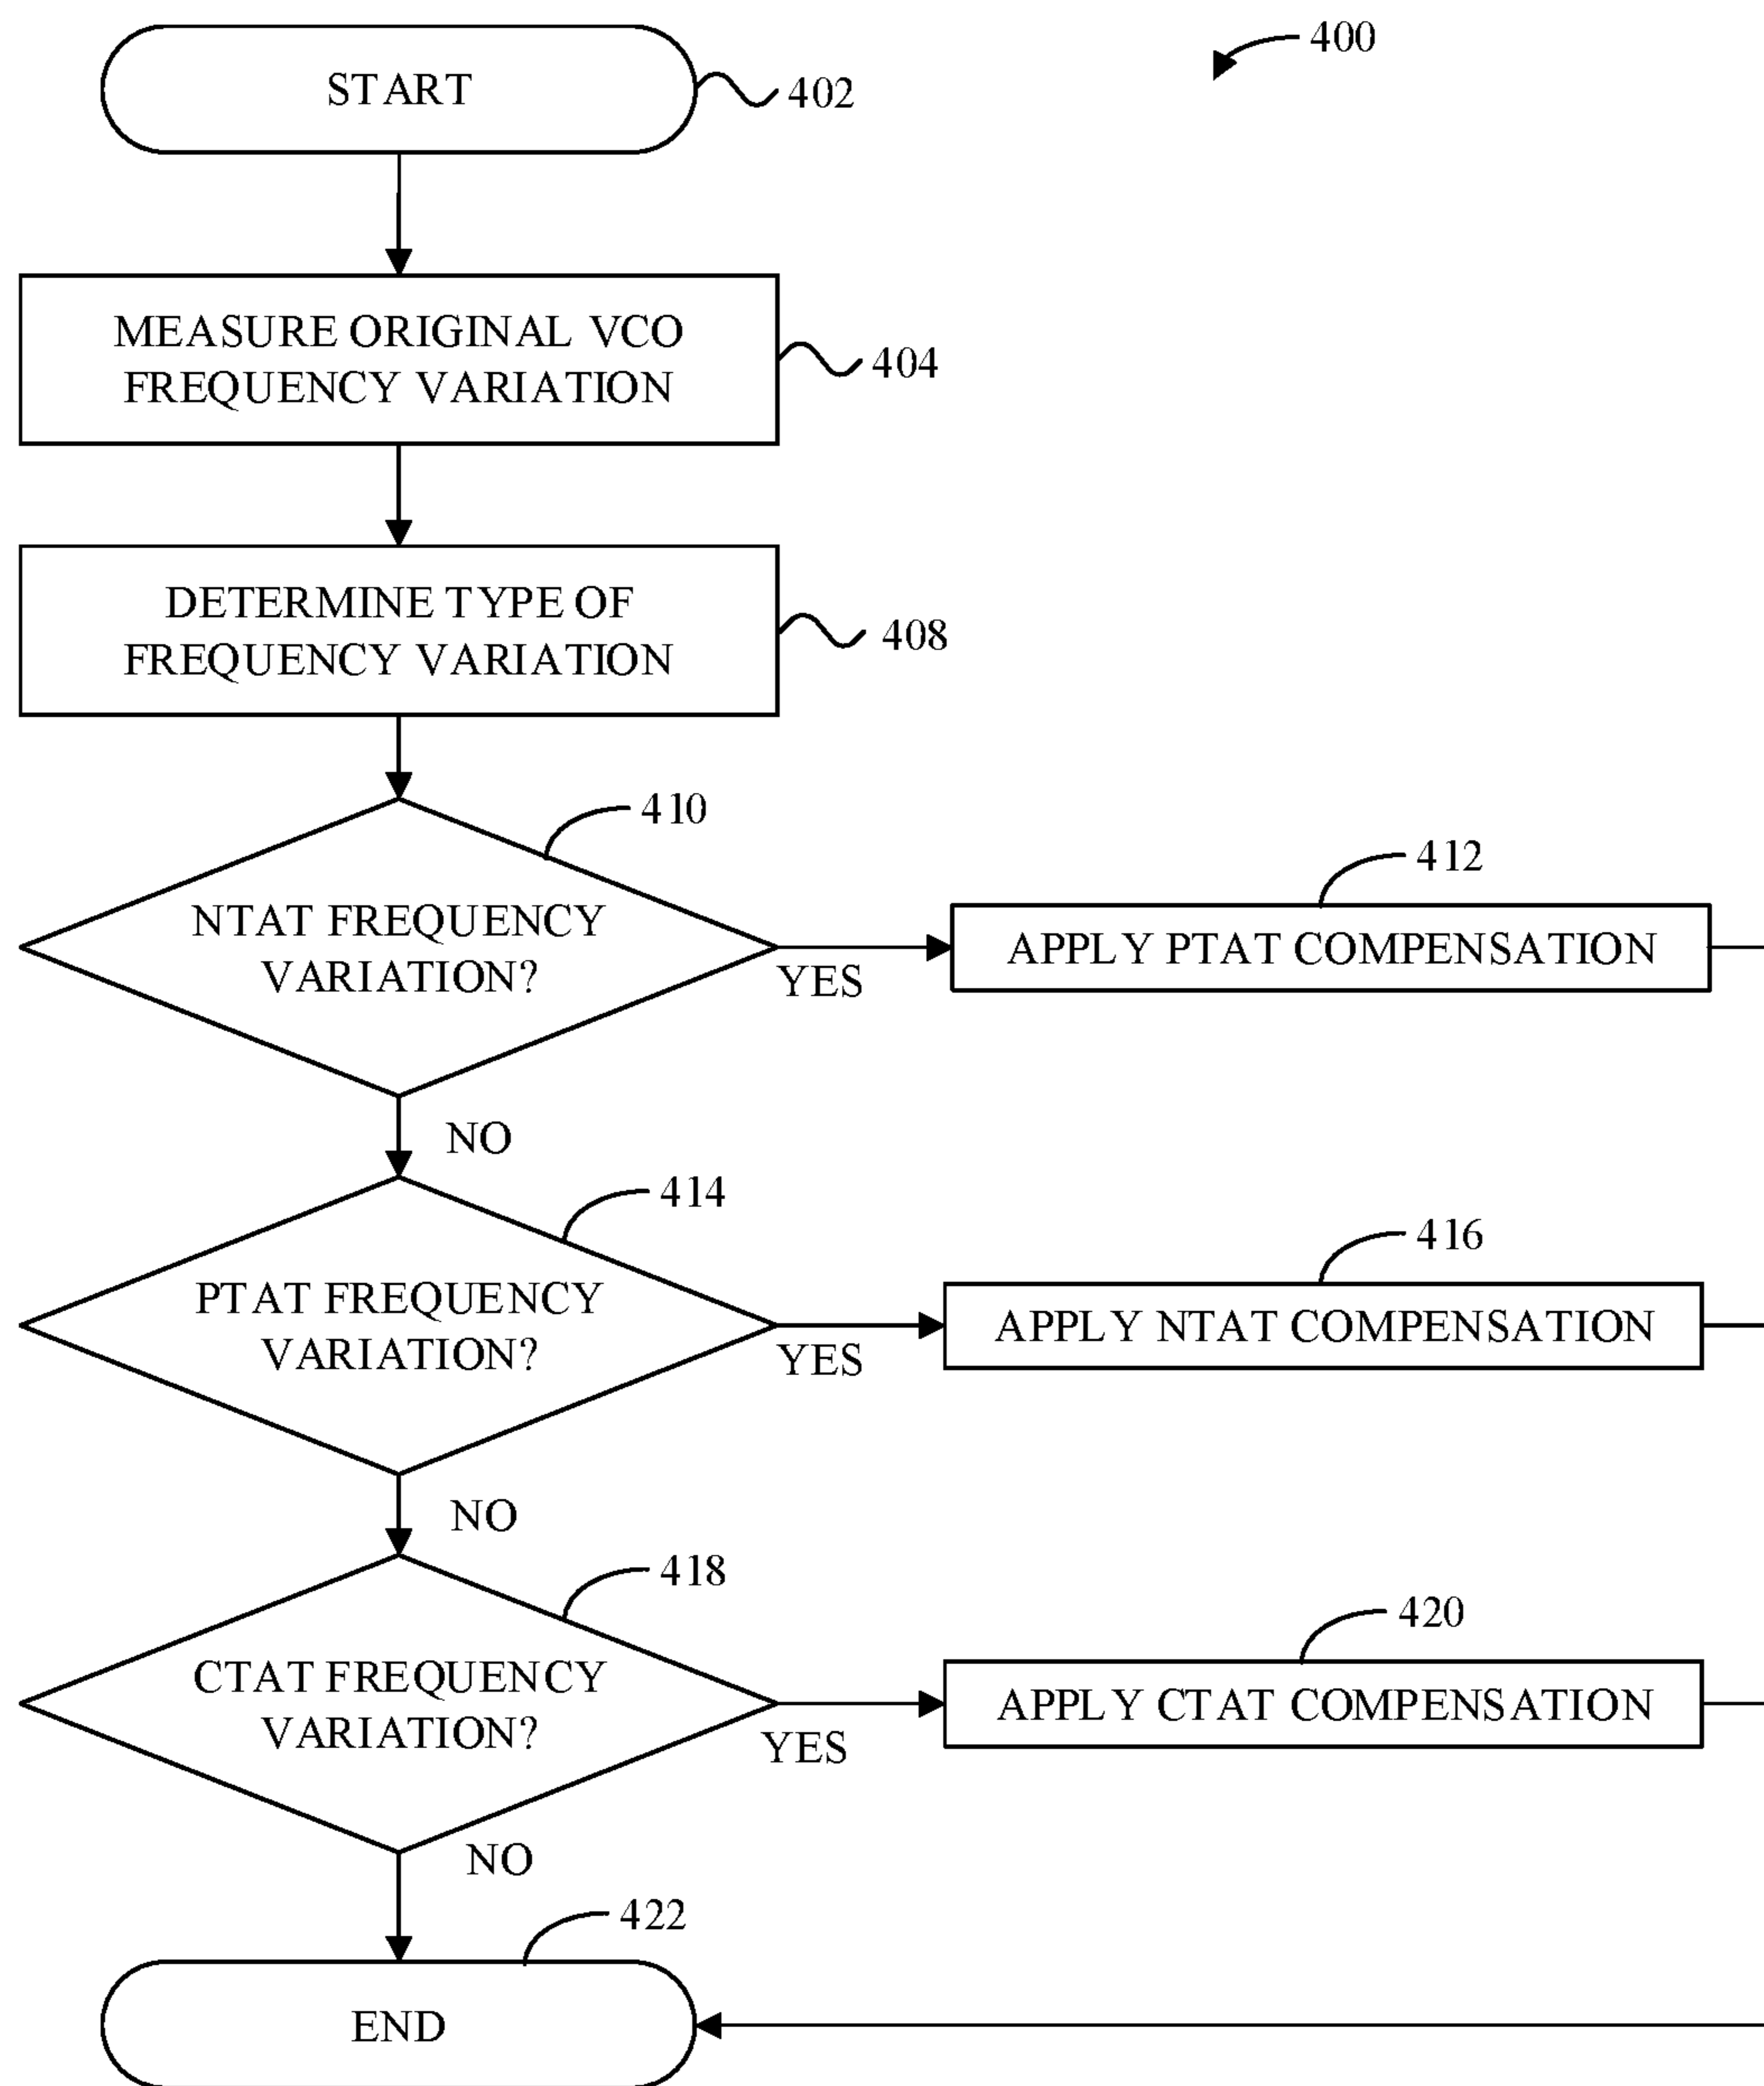 400
START
402
MEASURE ORIGINAL VCO
FREQUENCY VARIATION
404
DETERMINE TYPE OF
FREQUENCY VARIATION
408
410
NTAT FREQUENCY
VARIATION?
YES
412
APPLY PTAT COMPENSATION
NO
414
PTAT FREQUENCY
VARIATION?
YES
416
APPLY NTAT COMPENSATION
NO
418
CTAT FREQUENCY
VARIATION?
YES
420
APPLY CTAT COMPENSATION
NO
422
END